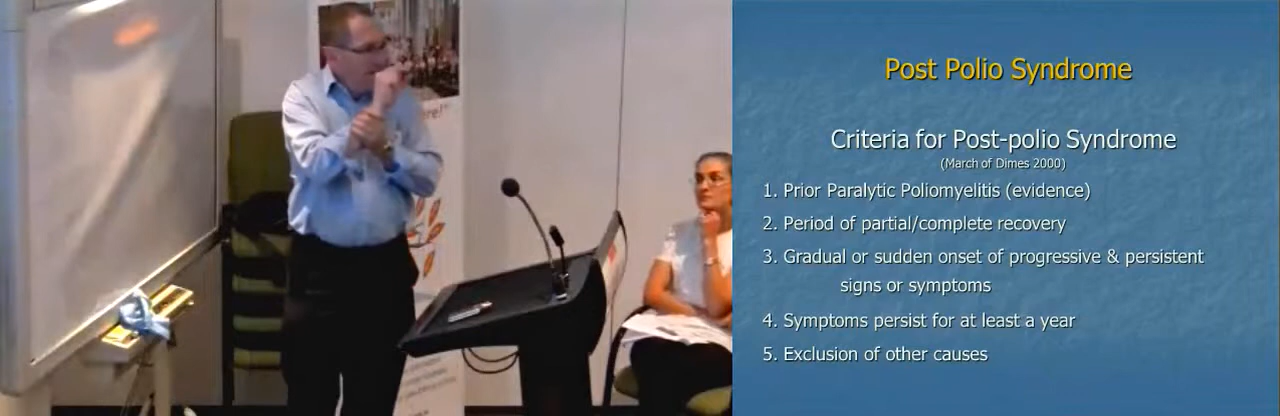 Post Polio Syndrome
Criteria for Post-polio Syndrome
(March of Dimes 2000)
1. Prior Paralytic Poliomyelitis (evidence)
2. Period of partial/complete recovery
3. Gradual or sudden onset of progressive & persistent
signs or symptoms
4. Symptoms persist for at least a year
5. Exclusion of other causes